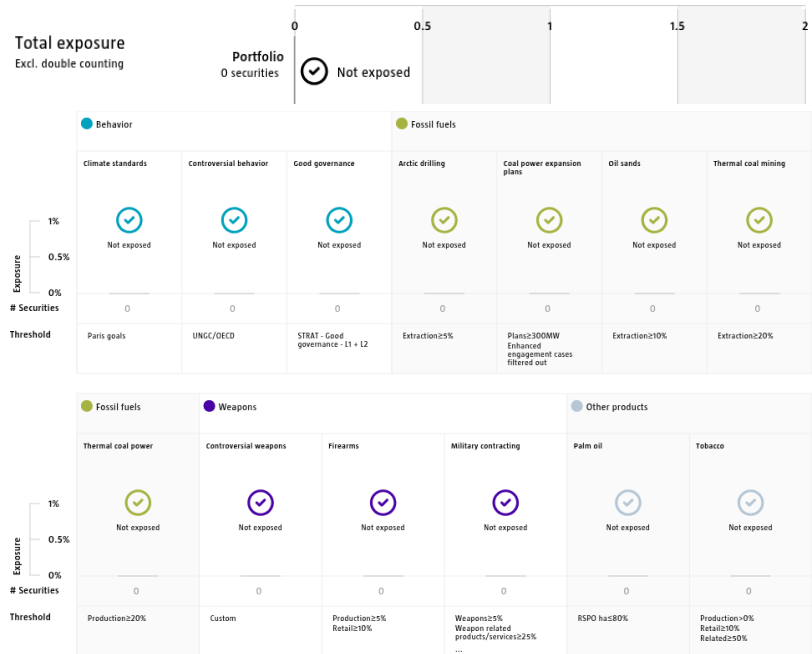 Total exposure
Excl. double counting
0 0.5 1 1.5 2
Portfolio
0 securities
Not exposed
Behavior
Fossil fuels
Climate standards
Controversial behavior
Good governance
Arctic drilling
Coal power expansion
plans
Oil sands
Thermal coal mining
Exposure
1%
0.5%
0%
Not exposed
Not exposed
Not exposed
Not exposed
Not exposed
Not exposed
Not exposed
# Securities 0 0 0 0 0 0 0
Threshold
Paris goals
UNGC/OECD
STRAT - Good
governance - L1 + L2
Extraction≥5%
Plans≥300MW
Enhanced
engagement cases
filtered out
Extraction≥10%
Extraction≥20%
Fossil fuels
Weapons
Other products
Thermal coal power
Controversial weapons
Firearms
Military contracting
Palm oil
Tobacco
Exposure
1%
0.5%
0%
Not exposed
Not exposed
Not exposed
Not exposed
Not exposed
Not exposed
# Securities 0 0 0 0 0 0
Threshold
Production≥20%
Custom
Production≥5%
Retail≥10%
Weapons≥5%
Weapon related
products/services≥25%
...
RSPO ha≤80%
Production>0%
Retail≥10%
Related≥50%